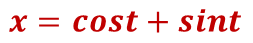 x = cost + sint